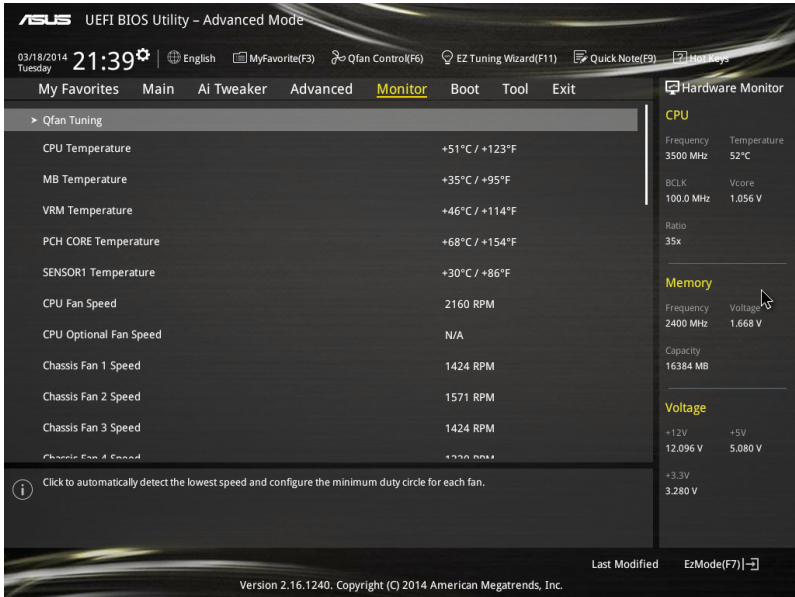 ASUS UEFI BIOS Utility – Advanced Mode
03/18/2014
Tuesday
21:39
English
MyFavorite(F3)
Qfan Control(F6)
EZ Tuning Wizard(F11)
Quick Note(F9)
? Hot Keys
My Favorites Main Ai Tweaker Advanced Monitor Boot Tool Exit
Hardware Monitor
> Qfan Tuning
CPU Temperature +51°C / +123°F
MB Temperature +35°C / +95°F
VRM Temperature +46°C / +114°F
PCH CORE Temperature +68°C / +154°F
SENSOR1 Temperature +30°C / +86°F
CPU Fan Speed 2160 RPM
CPU Optional Fan Speed N/A
Chassis Fan 1 Speed 1424 RPM
Chassis Fan 2 Speed 1571 RPM
Chassis Fan 3 Speed 1424 RPM
Chassis Fan 4 Speed
CPU
Frequency Temperature
3500 MHz 52°C
BCLK Vcore
100.0 MHz 1.056 V
Ratio
35x
Memory
Frequency Voltage
2400 MHz 1.668 V
Capacity
16384 MB
Voltage
+12V +5V
12.096 V 5.080 V
+3.3V
3.280 V
i Click to automatically detect the lowest speed and configure the minimum duty circle for each fan.
Last Modified
EzMode(F7)
Version 2.16.1240. Copyright (C) 2014 American Megatrends, Inc.